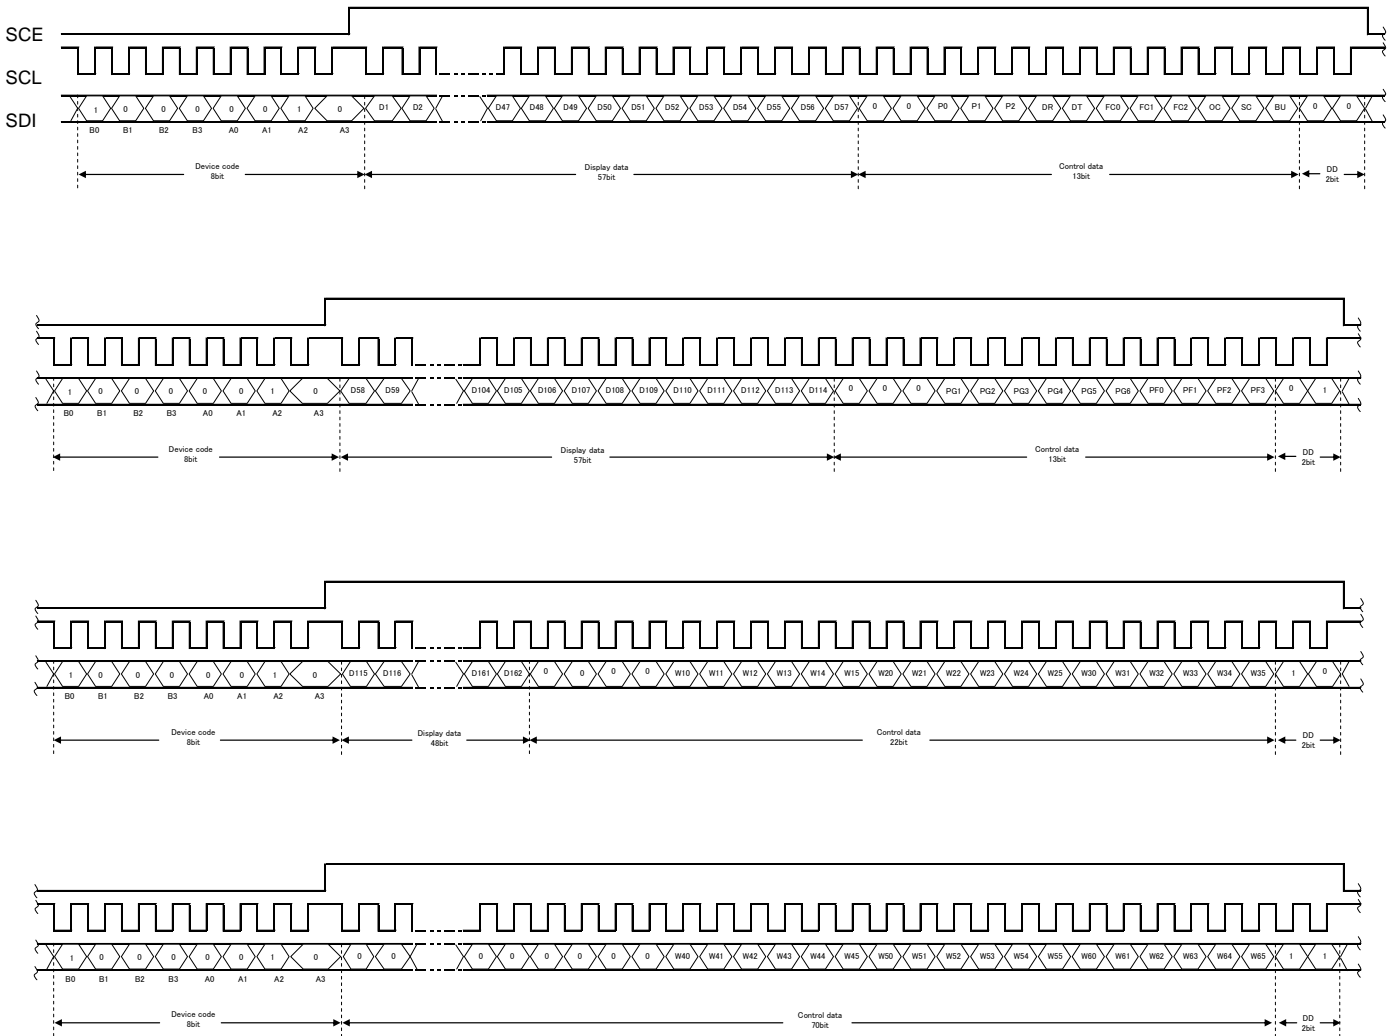 SCE
SCL
SDI
1 0 0 0 0 0 1 0 D1 D2 D47 D48 D49 D50 D51 D52 D53 D54 D55 D56 D57 0 0 P0 P1 P2 DR DT FC0 FC1 FC2 OC SC BU 0 0
B0 B1 B2 B3 A0 A1 A2 A3
Device code
8bit
Display data
57bit
Control data
13bit
DD
2bit
1 0 0 0 0 0 1 0 D58 D59 D104 D105 D106 D107 D108 D109 D110 D111 D112 D113 D114 0 0 0 PG1 PG2 PG3 PG4 PG5 PG6 PF0 PF1 PF2 PF3 0 1
B0 B1 B2 B3 A0 A1 A2 A3
Device code
8bit
Display data
57bit
Control data
13bit
DD
2bit
1 0 0 0 0 0 1 0 D115 D116 D161 D162 0 0 0 0 W10 W11 W12 W13 W14 W15 W20 W21 W22 W23 W24 W25 W30 W31 W32 W33 W34 W35 1 0
B0 B1 B2 B3 A0 A1 A2 A3
Device code
8bit
Display data
48bit
Control data
22bit
DD
2bit
1 0 0 0 0 0 1 0 0 0 0 0 0 0 0 0 W40 W41 W42 W43 W44 W45 W50 W51 W52 W53 W54 W55 W60 W61 W62 W63 W64 W65 1 1
B0 B1 B2 B3 A0 A1 A2 A3
Device code
8bit
Control data
70bit
DD
2bit